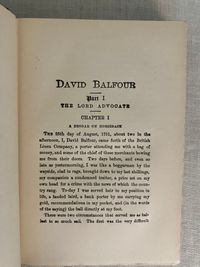 DAVID BALFOUR
Part I
THE LORD ADVOCATE
CHAPTER I
A BEGGAR ON HORSEBACK
THE 25th day of August, 1751, about two in the
afternoon, I, David Balfour, came forth of the British
Linen Company, a porter attending me with a bag of
money, and some of the chief of these merchants bowing
me from their doors. Two days before, and even so
late as yestermorning, I was like a beggarman by the
wayside, clad in rags, brought down to my last shillings,
my companion a condemned traitor, a price set on my
own head for a crime with the news of which the coun-
try rang. To-day I was served heir to my position in
life, a landed laird, a bank porter by me carrying my
gold, recommendations in my pocket, and (in the words
of the saying) the ball directly at my foot.
There were two circumstances that served me as bal-
last to so much sail. The first was the very difficult